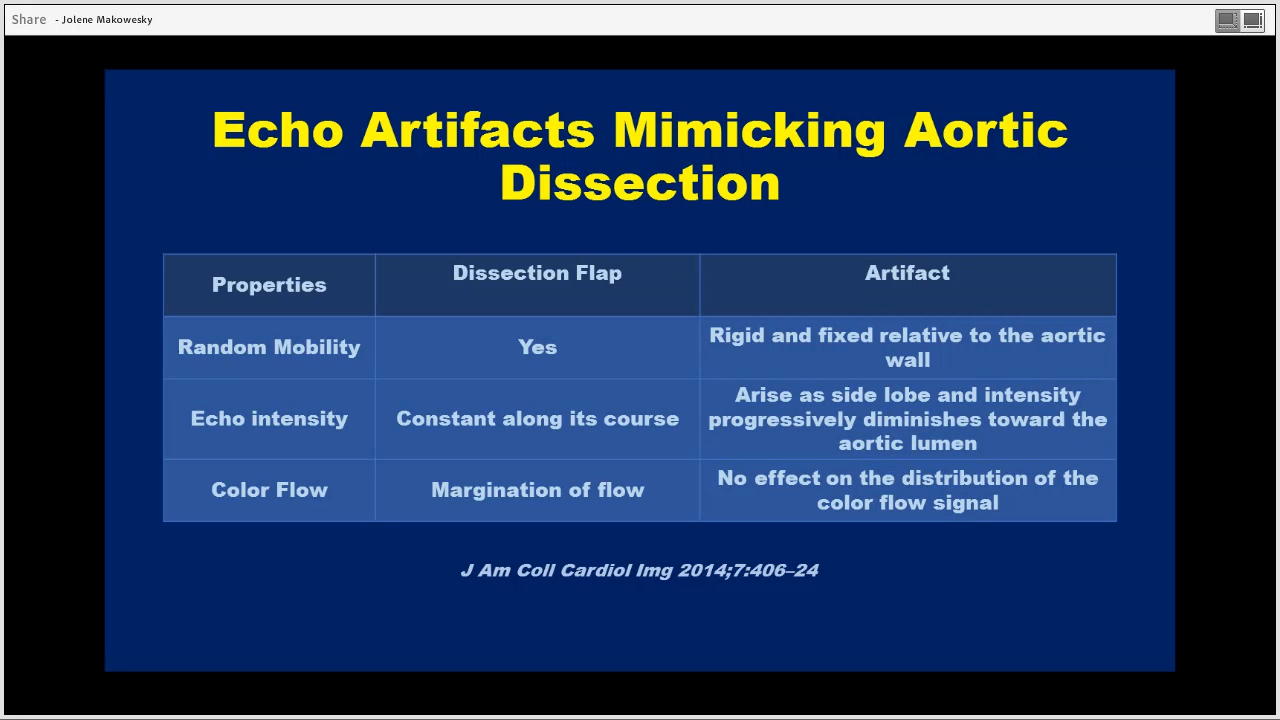 Share - Jolene Makowesky
Echo Artifacts Mimicking Aortic
Dissection
Properties
Dissection Flap
Artifact
Random Mobility
Yes
Rigid and fixed relative to the aortic
wall
Echo intensity
Constant along its course
Arise as side lobe and intensity
progressively diminishes toward the
aortic lumen
Color Flow
Margination of flow
No effect on the distribution of the
color flow signal
J Am Coll Cardiol Img 2014;7:406–24